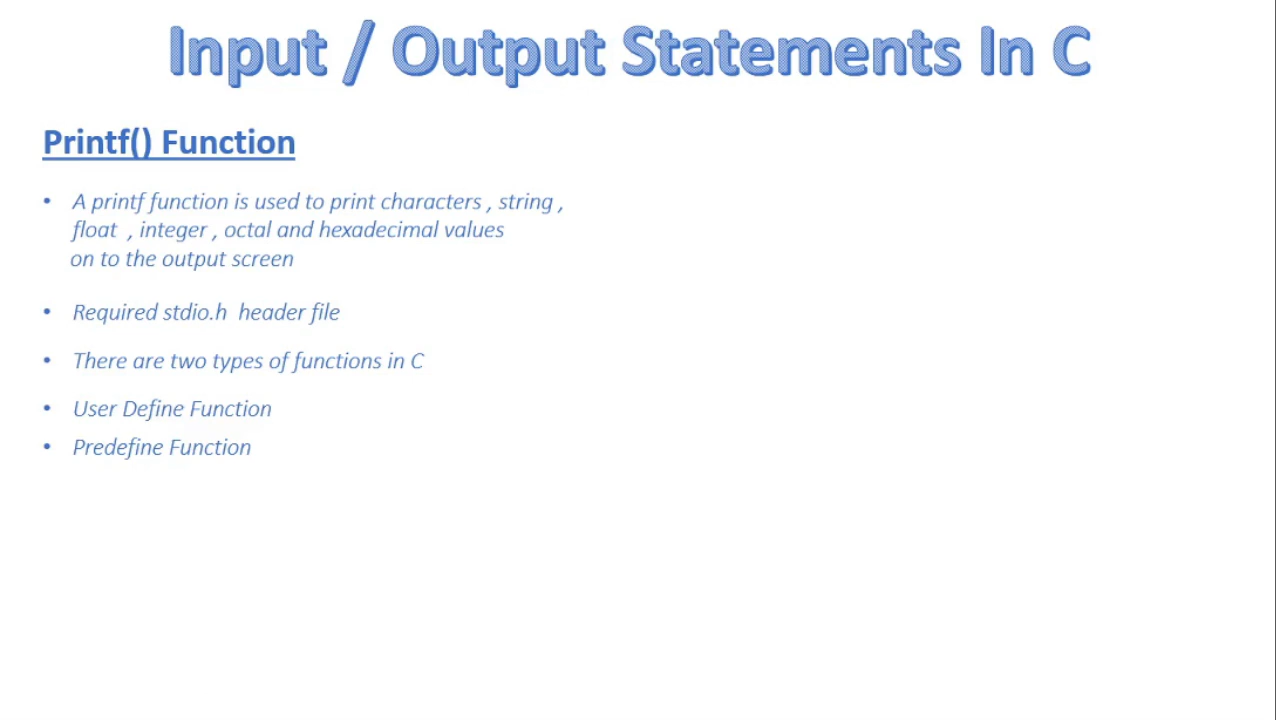 Input / Output Statements In C
Printf() Function
• A printf function is used to print characters , string ,
float , integer , octal and hexadecimal values
on to the output screen
• Required stdio.h header file
• There are two types of functions in C
• User Define Function
• Predefine Function